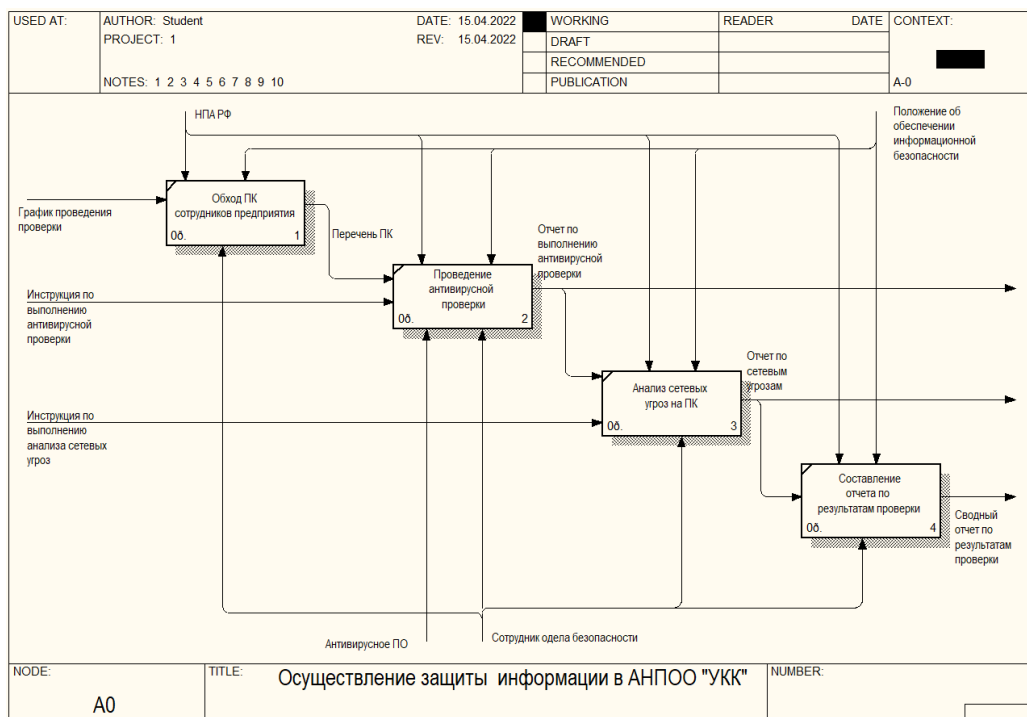 USED AT:
AUTHOR: Student
DATE: 15.04.2022
WORKING
READER
DATE
CONTEXT:
PROJECT: 1
REV: 15.04.2022
DRAFT
RECOMMENDED
NOTES: 1 2 3 4 5 6 7 8 9 10
PUBLICATION
A-0
НПА РФ
Положение об
обеспечении
информационной
безопасности
График проведения
проверки
Обход ПК
сотрудников предприятия
0ð.
1
Перечень ПК
Отчет по
выполнению
антивирусной
проверки
Инструкция по
выполнению
антивирусной
проверки
Проведение
антивирусной
проверки
0ð.
2
Отчет по
сетевым
угрозам
Инструкция по
выполнению
анализа сетевых
угроз
Анализ сетевых
угроз на ПК
0ð.
3
Составление
отчета по
результатам проверки
0ð.
4
Сводный
отчет по
результатам
проверки
Антивирусное ПО
Сотрудник одела безопасности
NODE:
A0
TITLE:
Осуществление защиты информации в АНПОО "УКК"
NUMBER: